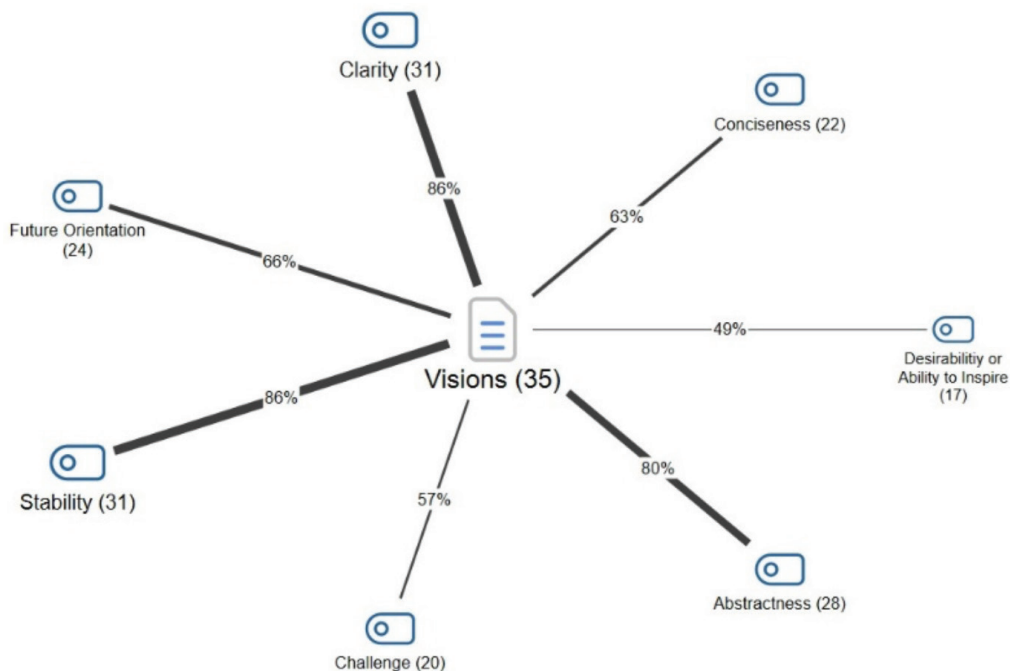 Clarity (31)
Conciseness (22)
86%
Future Orientation
(24)
63%
66%
49%
Desirabilitiy or
Ability to Inspire
(17)
Visions (35)
86%
80%
Stability (31)
57%
Abstractness (28)
Challenge (20)